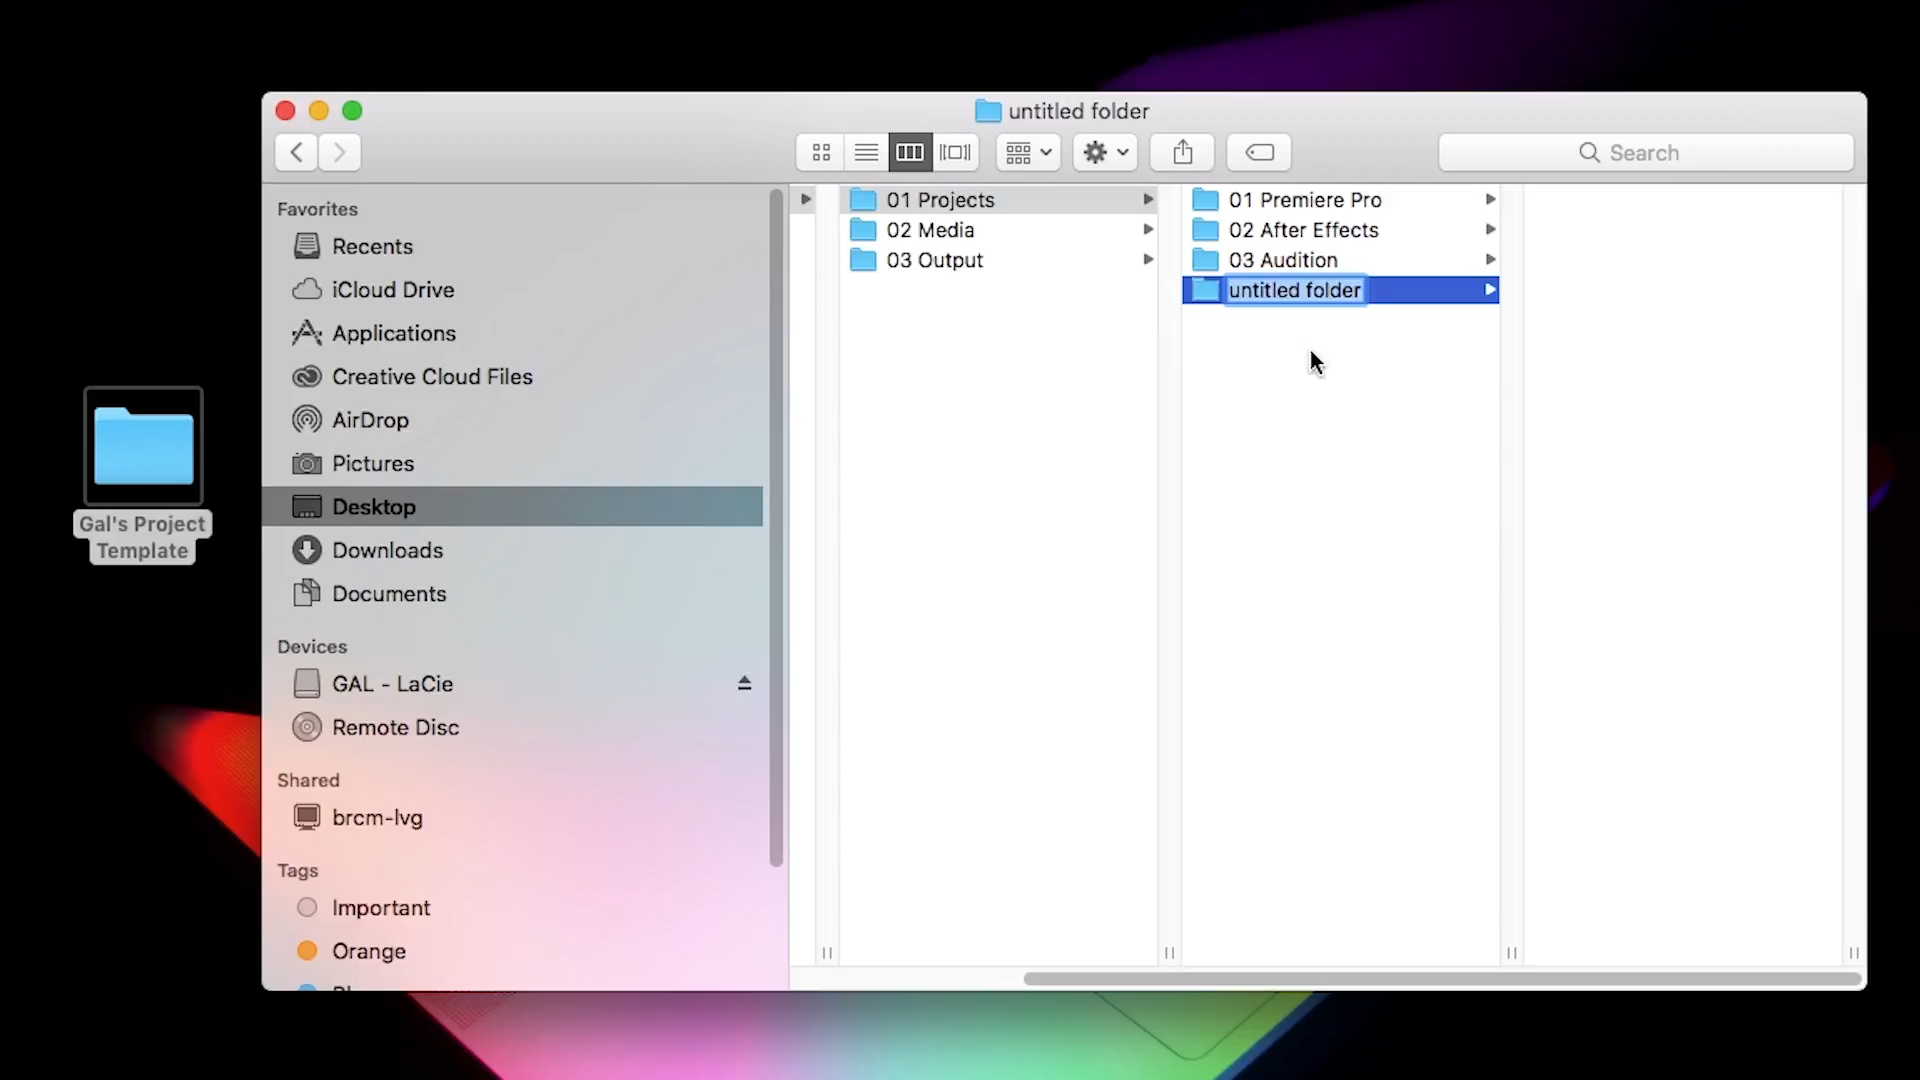 untitled folder
Search
Favorites
Recents
iCloud Drive
Applications
Creative Cloud Files
AirDrop
Pictures
Desktop
Downloads
Documents
Devices
GAL - LaCie
Remote Disc
Shared
brcm-lvg
Tags
Important
Orange
01 Projects
02 Media
03 Output
01 Premiere Pro
02 After Effects
03 Audition
untitled folder
Gal's Project
Template